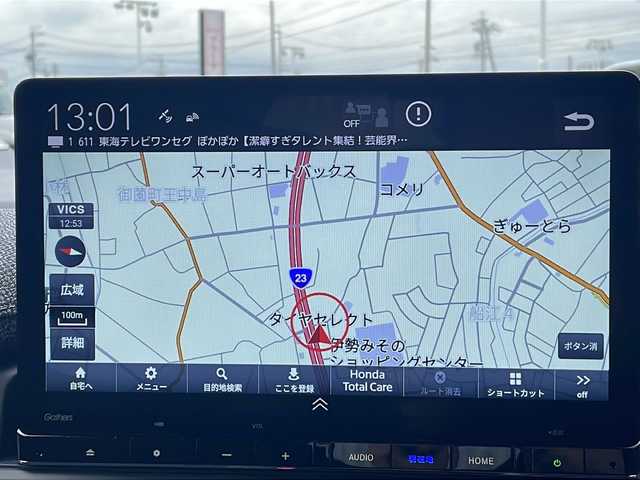 13:01
OFF
1 611 東海テレビワンセグ ぽかぽか【潔癖すぎタレント集結！芸能界…
スーパーオートバックス
御薗町王中島
コメリ
VICS
12:53
ぎゅーとら
広域
23
100m
タイヤセレクト
船江4
詳細
伊勢みその
ショッピングセンター
ボタン消
自宅へ
メニュー
目的地検索
ここを登録
Honda
Total Care
ルート消去
ショートカット
off
Gathers
VOL
− +
AUDIO
HOME